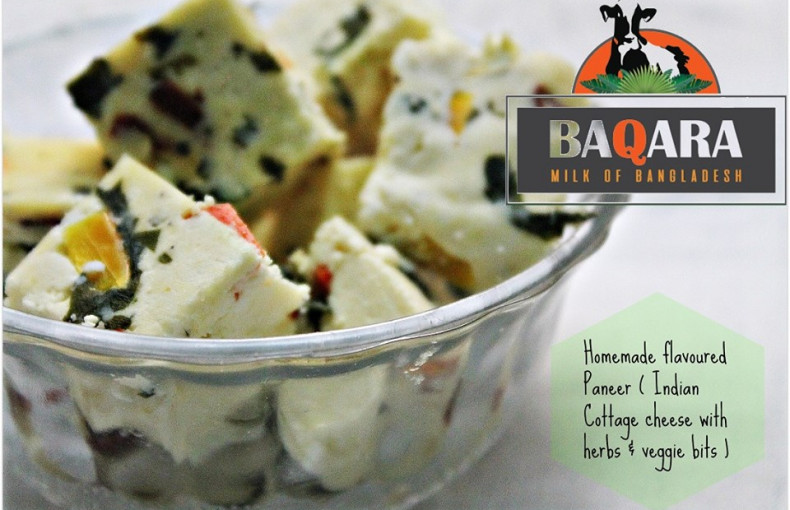 BAQARA
MILK OF BANGLADESH
Homemade flavoured
Paneer ( Indian
Cottage cheese with
herbs & veggie bits )